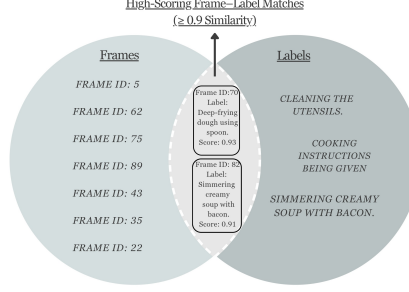 High-Scoring Frame–Label Matches
(≥ 0.9 Similarity)
Frames
Labels
FRAME ID: 5
FRAME ID: 62
FRAME ID: 75
FRAME ID: 89
FRAME ID: 43
FRAME ID: 35
FRAME ID: 22
Frame ID:70
Label:
Deep-frying
dough using
spoon.
Score: 0.93
Frame ID: 82
Label:
Simmering
creamy
soup with
bacon.
Score: 0.91
CLEANING THE
UTENSILS.
COOKING
INSTRUCTIONS
BEING GIVEN
SIMMERING CREAMY
SOUP WITH BACON.